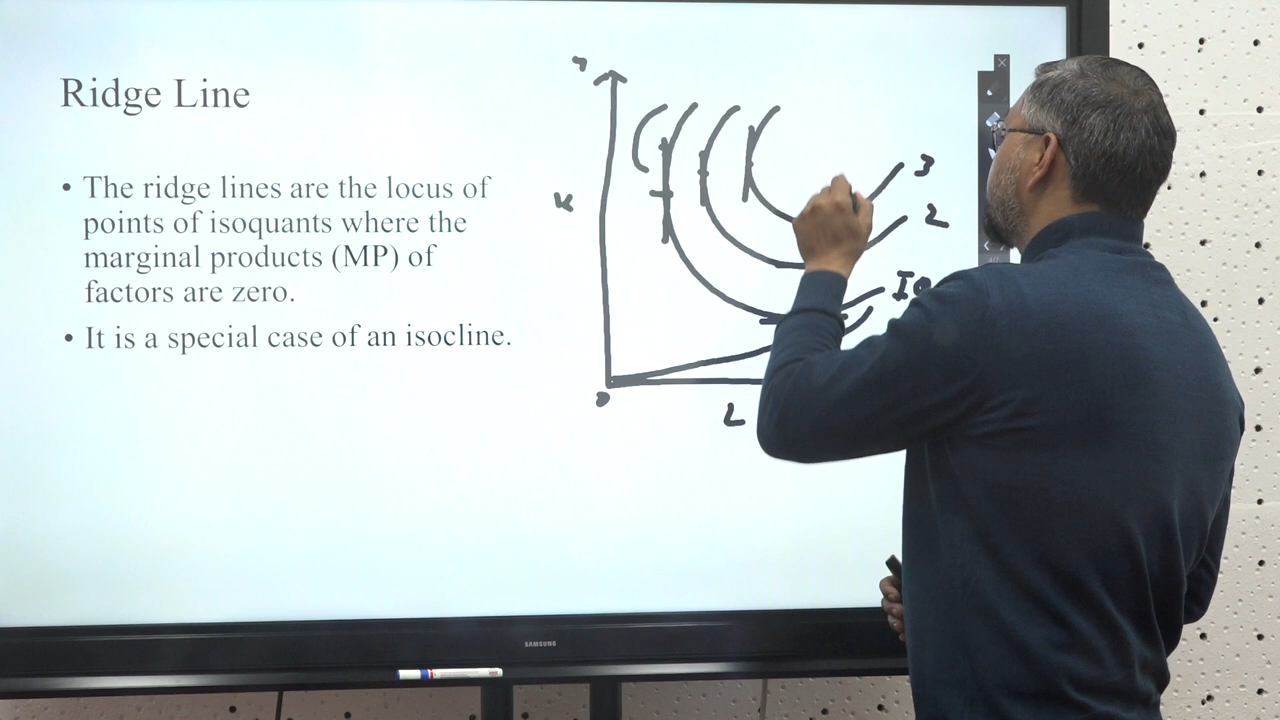 Ridge Line
• The ridge lines are the locus of
points of isoquants where the
marginal products (MP) of
factors are zero.
• It is a special case of an isocline.
K
3
2
0
L
SAMSUNG